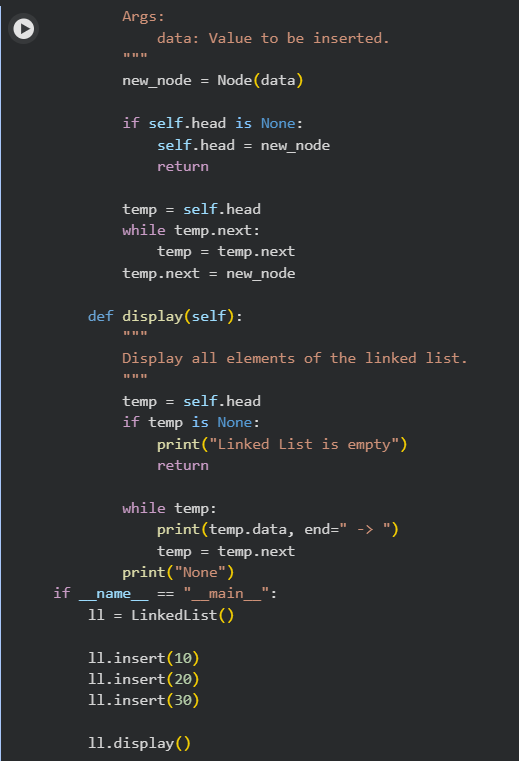 Args:
            data: Value to be inserted.
        """
        new_node = Node(data)

        if self.head is None:
            self.head = new_node
            return

        temp = self.head
        while temp.next:
            temp = temp.next
        temp.next = new_node

    def display(self):
        """
        Display all elements of the linked list.
        """
        temp = self.head
        if temp is None:
            print("Linked List is empty")
            return

        while temp:
            print(temp.data, end=" -> ")
            temp = temp.next
        print("None")
if __name__ == "__main__":
    ll = LinkedList()

    ll.insert(10)
    ll.insert(20)
    ll.insert(30)

    ll.display()